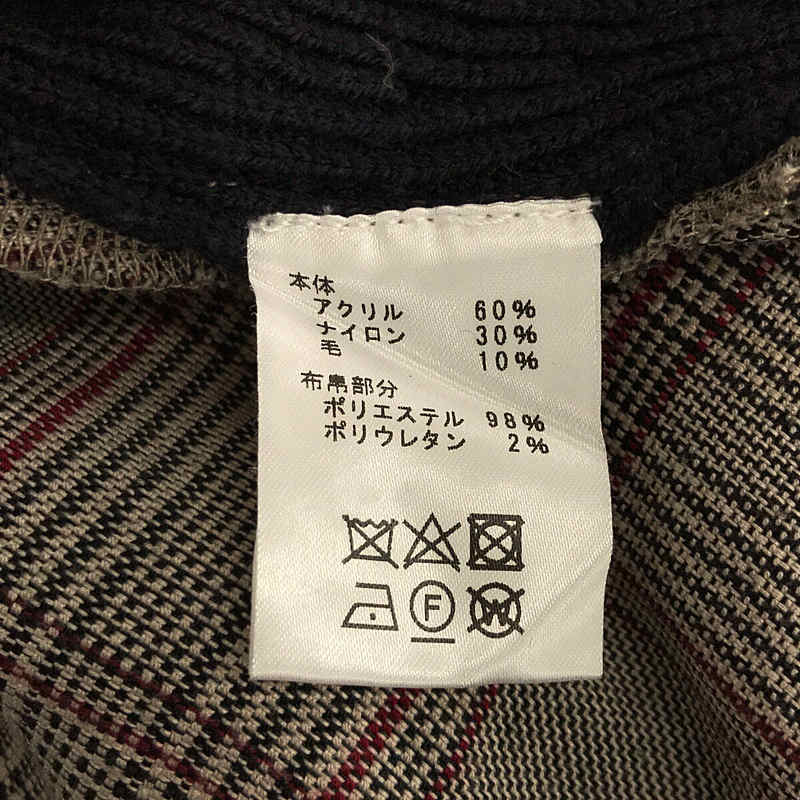 本体
アクリル 60%
ナイロン 30%
毛 10%
布帛部分
ポリエステル 98%
ポリウレタン 2%
F W